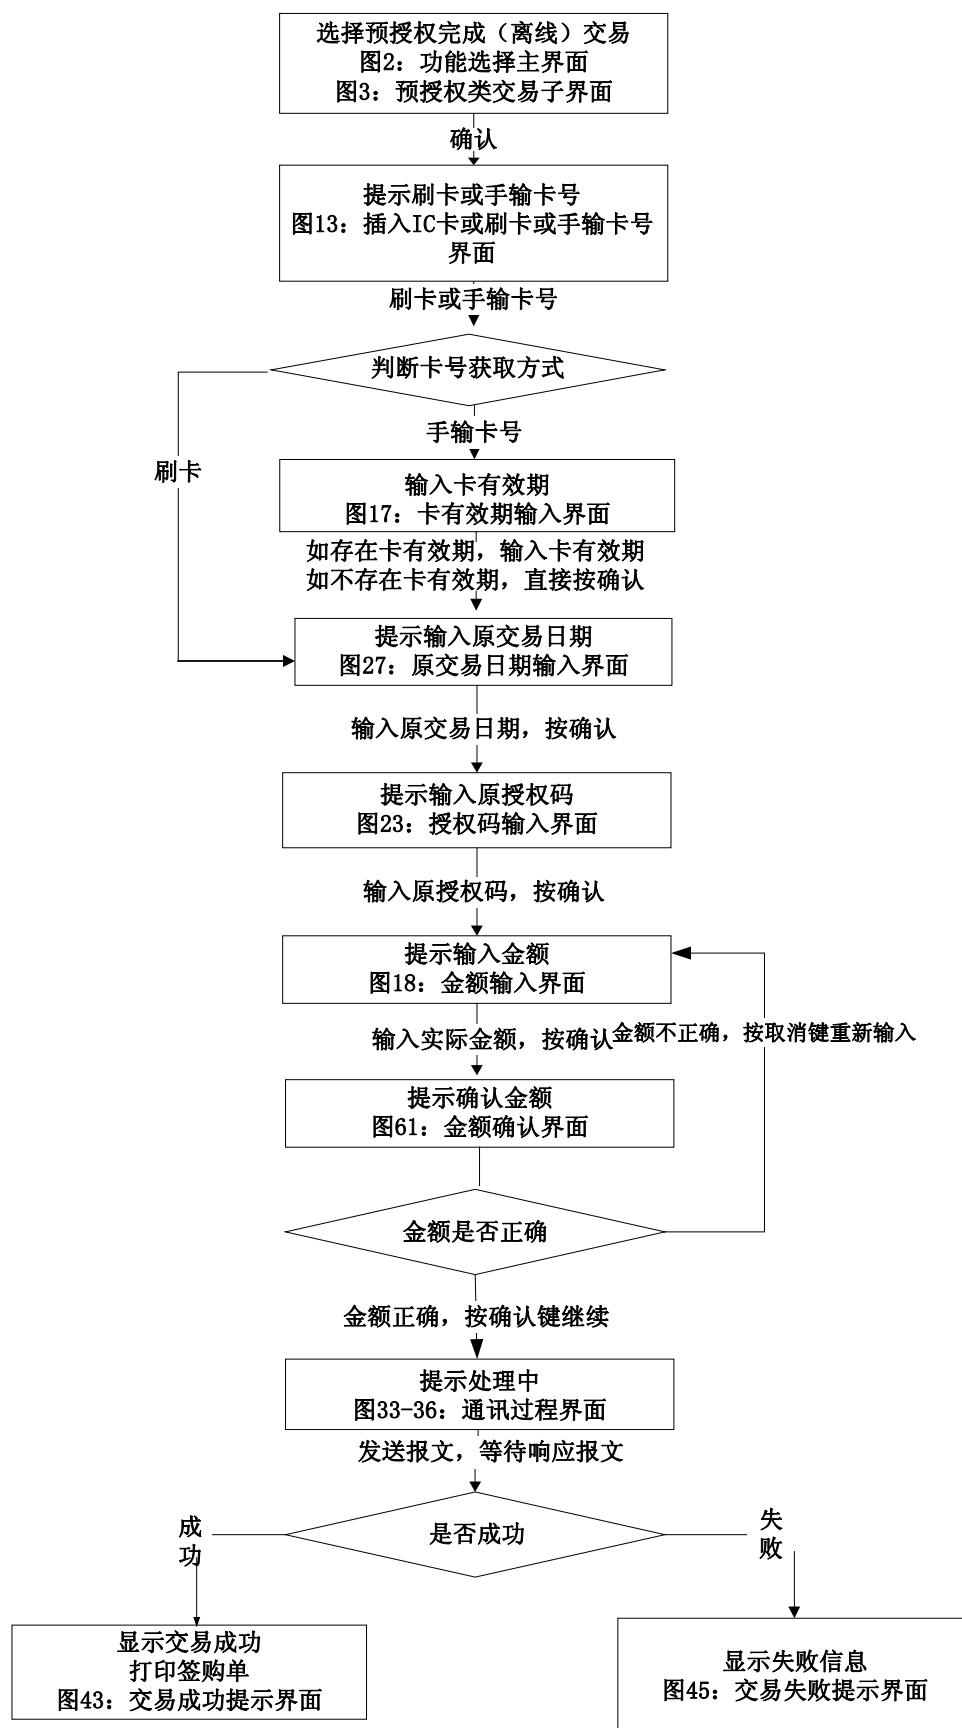 选择预授权完成（离线）交易
图2：功能选择主界面
图3：预授权类交易子界面
确认
提示刷卡或手输卡号
图13：插入IC卡或刷卡或手输卡号
界面
刷卡或手输卡号
判断卡号获取方式
手输卡号
刷卡
输入卡有效期
图17：卡有效期输入界面
如存在卡有效期，输入卡有效期
如不存在卡有效期，直接按确认
提示输入原交易日期
图27：原交易日期输入界面
输入原交易日期，按确认
提示输入原授权码
图23：授权码输入界面
输入原授权码，按确认
提示输入金额
图18：金额输入界面
输入实际金额，按确认
金额不正确，按取消键重新输入
提示确认金额
图61：金额确认界面
金额是否正确
金额正确，按确认键继续
提示处理中
图33-36：通讯过程界面
发送报文，等待响应报文
是否成功
成
功
失
败
显示交易成功
打印签购单
图43：交易成功提示界面
显示失败信息
图45：交易失败提示界面